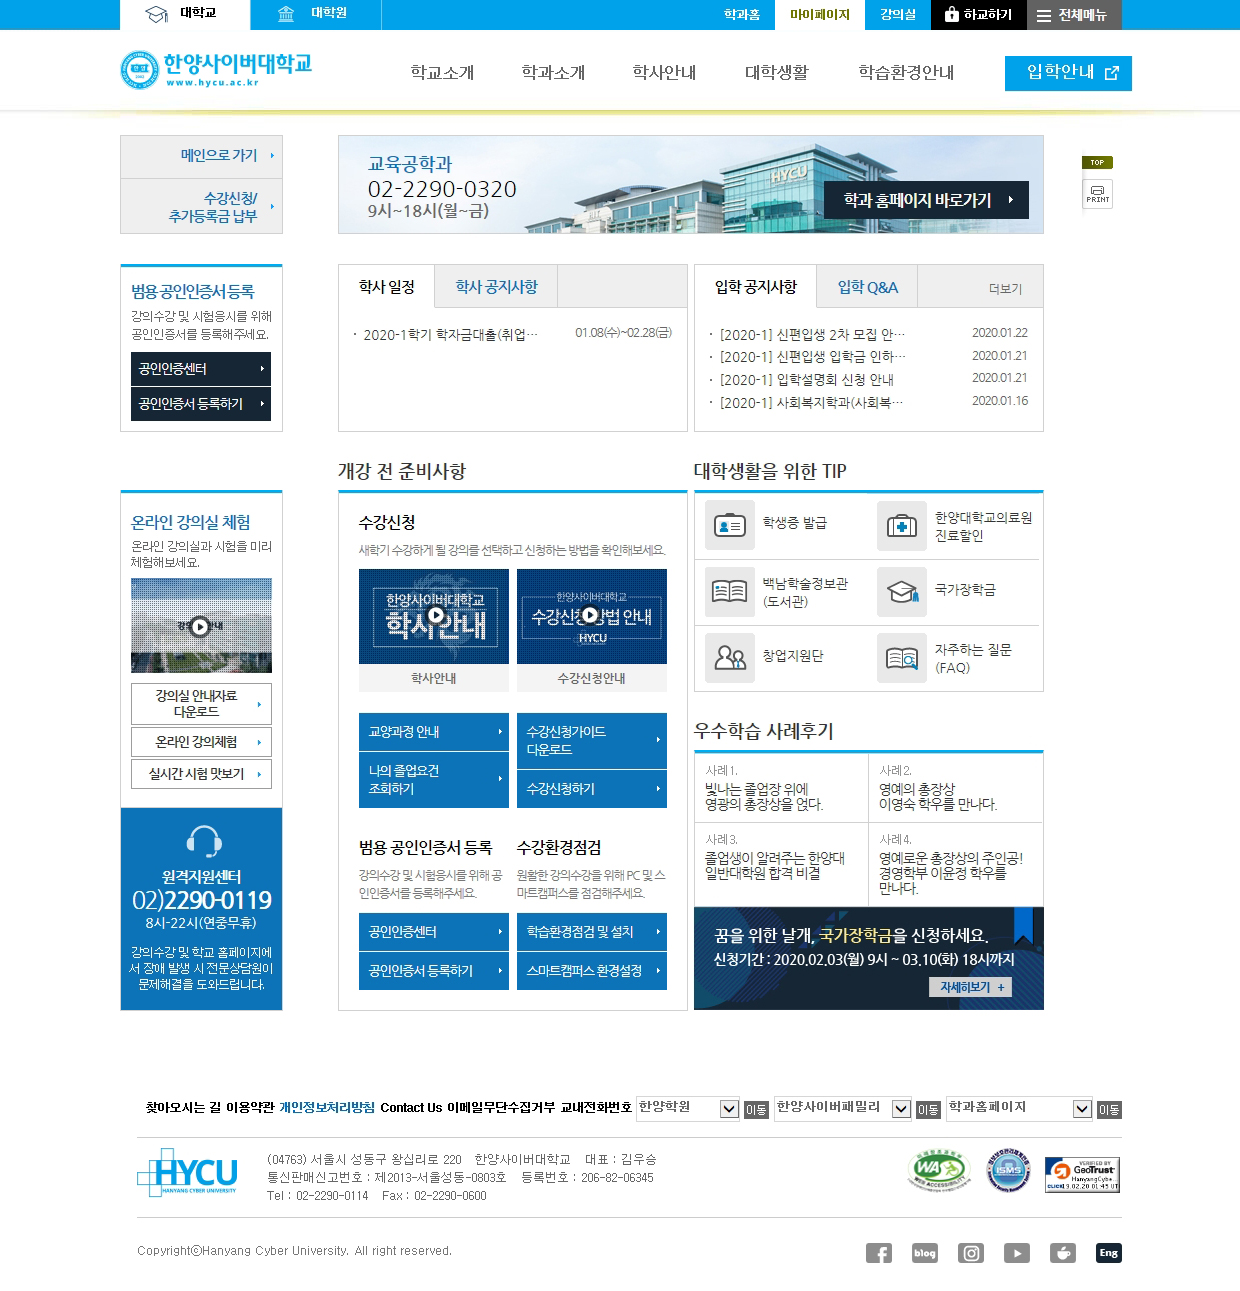 대학교
대학원
학과홈
마이페이지
강의실
하교하기
전체메뉴
한양사이버대학교
www.hycu.ac.kr
학교소개
학과소개
학사안내
대학생활
학습환경안내
입학안내
메인으로 가기
수강신청/
추가등록금 납부
교육공학과
02-2290-0320
9시~18시(월~금)
HYCU
학과 홈페이지 바로가기
TOP
PRINT
범용 공인인증서 등록
강의수강 및 시험응시를 위해
공인인증서를 등록해주세요.
공인인증센터
공인인증서 등록하기
학사 일정
학사 공지사항
2020-1학기 학자금대출(취업…
01.08(수)~02.28(금)
입학 공지사항
입학 Q&A
더보기
[2020-1] 신편입생 2차 모집 안…
2020.01.22
[2020-1] 신편입생 입학금 인하…
2020.01.21
[2020-1] 입학설명회 신청 안내
2020.01.21
[2020-1] 사회복지학과(사회복…
2020.01.16
온라인 강의실 체험
온라인 강의실과 시험을 미리
체험해보세요.
강의실 안내자료
다운로드
온라인 강의체험
실시간 시험 맛보기
원격지원센터
02)2290-0119
8시-22시(연중무휴)
강의수강 및 학교 홈페이지에
서 장애 발생 시 전문상담원이
문제해결을 도와드립니다.
개강 전 준비사항
수강신청
새학기 수강하게 될 강의를 선택하고 신청하는 방법을 확인해보세요.
한양사이버대학교
학사안내
한양사이버대학교
수강신청방법 안내
HYCU
학사안내
수강신청안내
교양과정 안내
나의 졸업요건
조회하기
수강신청가이드
다운로드
수강신청하기
범용 공인인증서 등록
강의수강 및 시험응시를 위해 공
인인증서를 등록해주세요.
공인인증센터
공인인증서 등록하기
수강환경점검
원활한 강의수강을 위해 PC 및 스
마트캠퍼스를 점검해주세요.
학습환경점검 및 설치
스마트캠퍼스 환경설정
대학생활을 위한 TIP
학생증 발급
한양대학교의료원
진료할인
백남학술정보관
(도서관)
국가장학금
창업지원단
자주하는 질문
(FAQ)
우수학습 사례후기
사례 1.
빛나는 졸업장 위에
영광의 총장상을 얹다.
사례 2.
영예의 총장상
이영숙 학우를 만나다.
사례 3.
졸업생이 알려주는 한양대
일반대학원 합격 비결
사례 4.
영예로운 총장상의 주인공!
경영학부 이윤정 학우를
만나다.
꿈을 위한 날개, 국가장학금을 신청하세요.
신청기간 : 2020.02.03(월) 9시 ~ 03.10(화) 18시까지
자세히보기 +
찾아오시는 길 이용약관 개인정보처리방침 Contact Us 이메일무단수집거부 교내전화번호
한양학원
이동
한양사이버패밀리
이동
학과홈페이지
이동
HYCU
HANYANG CYBER UNIVERSITY
(04763) 서울시 성동구 왕십리로 220 한양사이버대학교 대표 : 김우승
통신판매신고번호 : 제2013-서울성동-0803호 등록번호 : 206-82-06345
Tel : 02-2290-0114 Fax : 02-2290-0600
WA
WEB ACCESSIBILITY
ISMS
VERIFIED BY
GeoTrust
HanyangCybe...
Copyright©Hanyang Cyber University. All right reserved.
blog
Eng